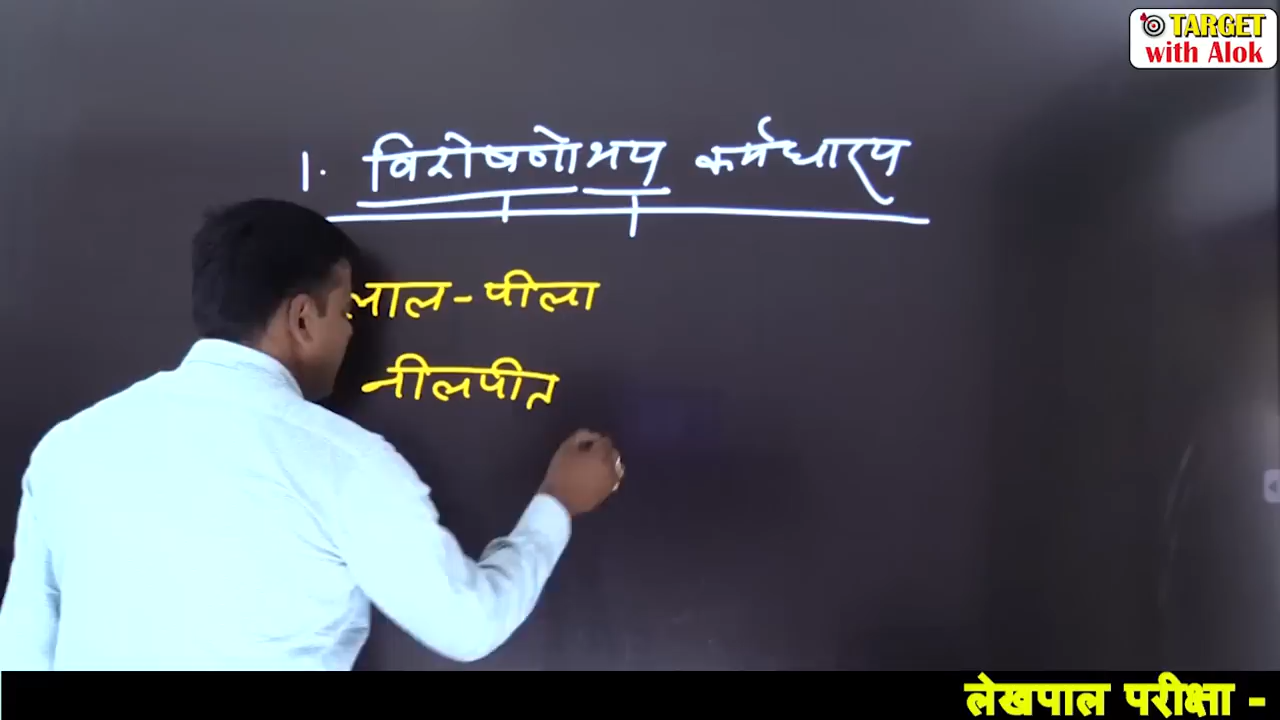 TARGET
with Alok
1. विशेषणोभय कर्मधारय
लाल-पीला
नीलपीत
लेखपाल परीक्षा -